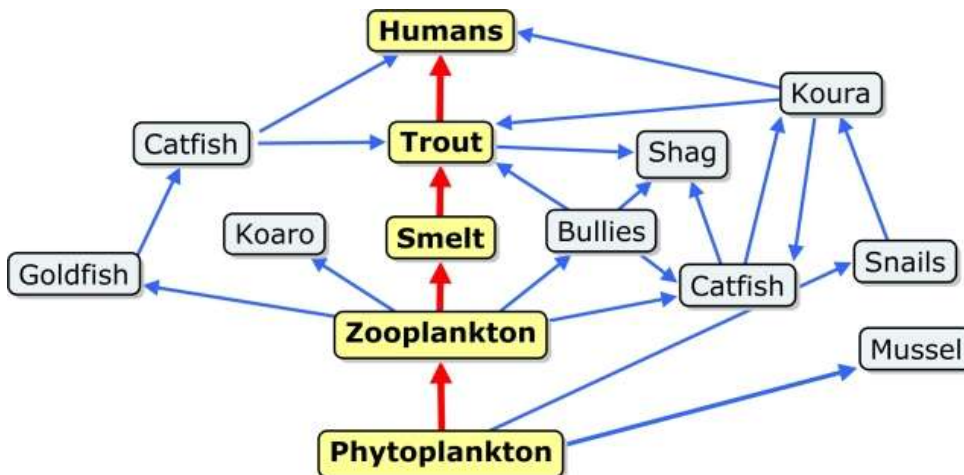 Humans
Koura
Catfish
Trout
Shag
Koaro
Smelt
Bullies
Snails
Goldfish
Catfish
Zooplankton
Mussel
Phytoplankton